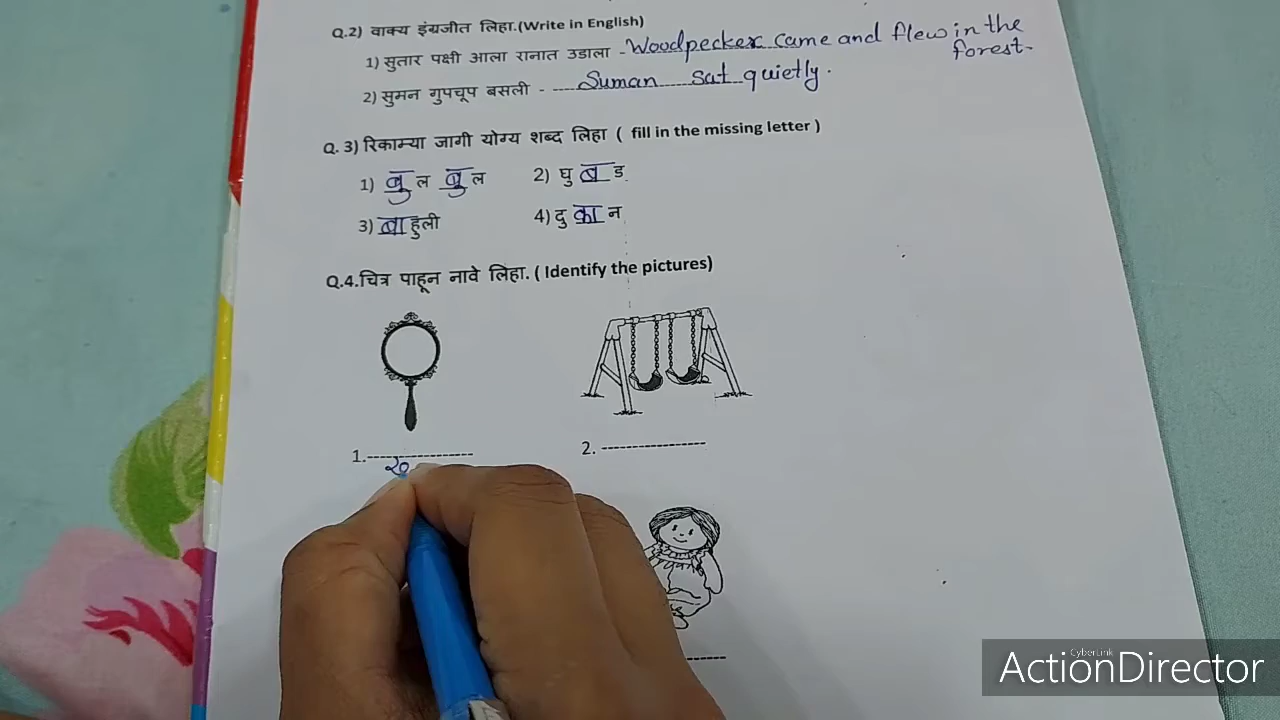 Q.2) वाक्य इंग्रजीत लिहा.(Write in English)
1) सुतार पक्षी आला रानात उडाला - Woodpecker came and flew in the forest.
2) सुमन गुपचूप बसली - Suman sat quietly.
Q. 3) रिकाम्या जागी योग्य शब्द लिहा ( fill in the missing letter )
1) बु ल बु ल 2) घु ब ड
3) बा हुली 4) दु का न
Q.4.चित्र पाहून नावे लिहा. ( Identify the pictures)
1. 2.
CyberLink
ActionDirector